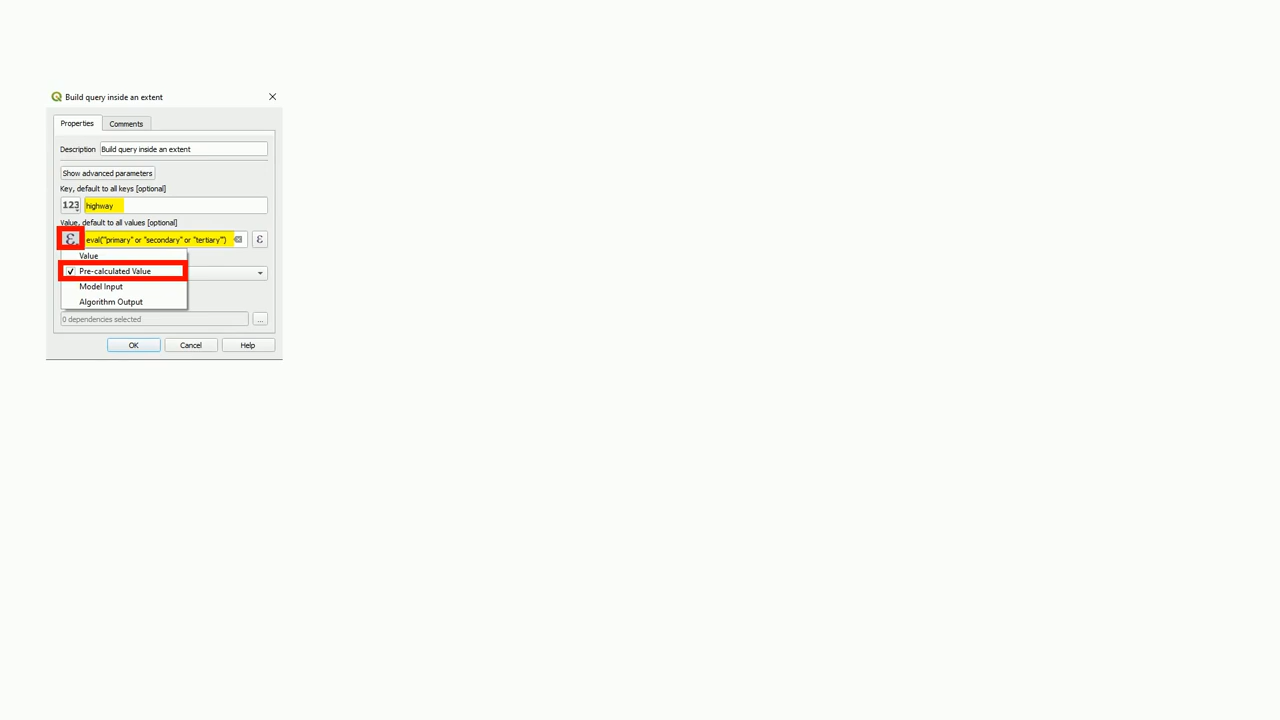 Build query inside an extent
Properties Comments
Description Build query inside an extent
Show advanced parameters
Key, default to all keys [optional]
123 highway
Value, default to all values [optional]
ε eval('"primary" or "secondary" or "tertiary"') ε
Value
Pre-calculated Value
Model Input
Algorithm Output
0 dependencies selected ...
OK Cancel Help